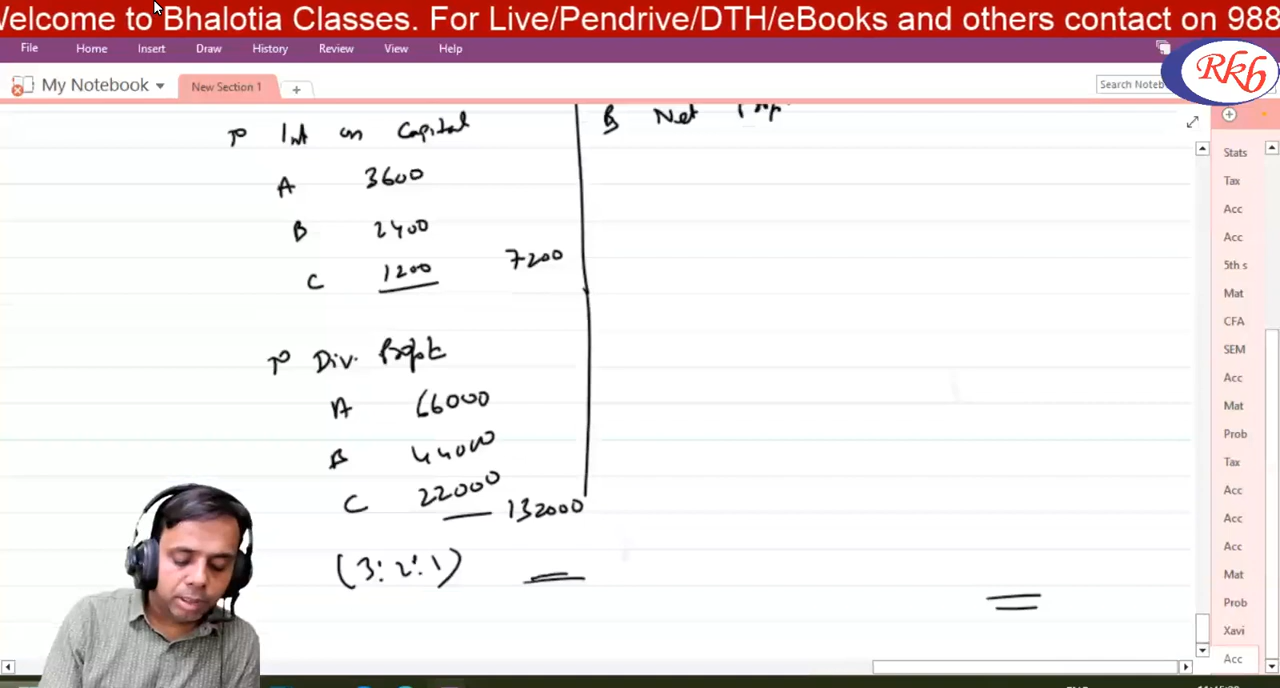 Welcome to Bhalotia Classes. For Live/Pendrive/DTH/eBooks and others contact on 988
File Home Insert Draw History Review View Help
Rkb
My Notebook New Section 1 + Search Noteb
To Int on Capital
A 3600
B 2400
C 1200 7200
To Div. Profit
A 66000
B 44000
C 22000 132000
(3:2:1)
By Net
Stats
Tax
Acc
Acc
5th s
Mat
CFA
SEM
Acc
Mat
Prob
Tax
Acc
Acc
Acc
Mat
Prob
Xavi
Acc